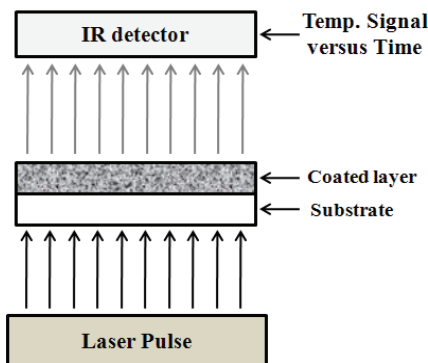 IR detector
Temp. Signal
versus Time
Coated layer
Substrate
Laser Pulse